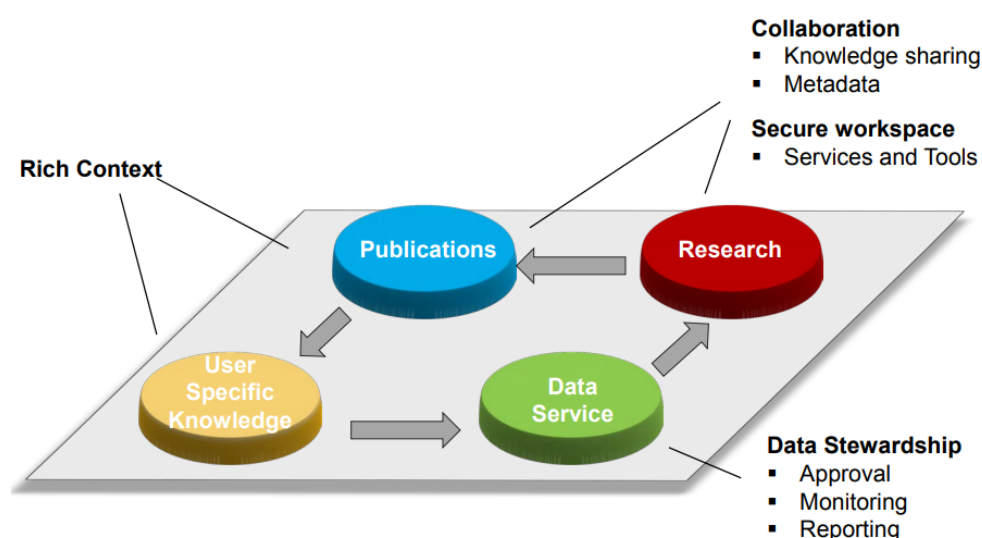 Collaboration
▪ Knowledge sharing
▪ Metadata
Secure workspace
▪ Services and Tools
Rich Context
Publications
Research
User
Specific
Knowledge
Data
Service
Data Stewardship
▪ Approval
▪ Monitoring
▪ Reporting